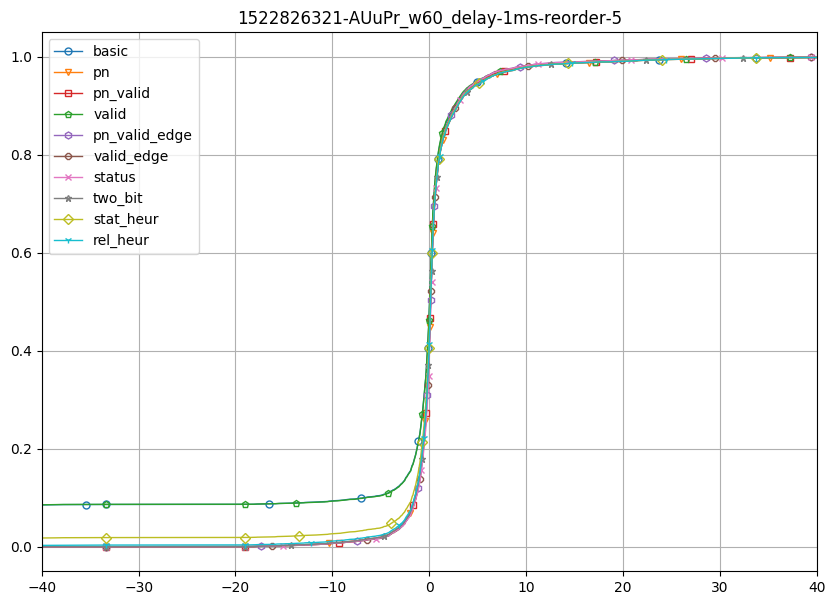 1522826321-AUuPr_w60_delay-1ms-reorder-5
basic
pn
pn_valid
valid
pn_valid_edge
valid_edge
status
two_bit
stat_heur
rel_heur
1.0
0.8
0.6
0.4
0.2
0.0
−40 −30 −20 −10 0 10 20 30 40